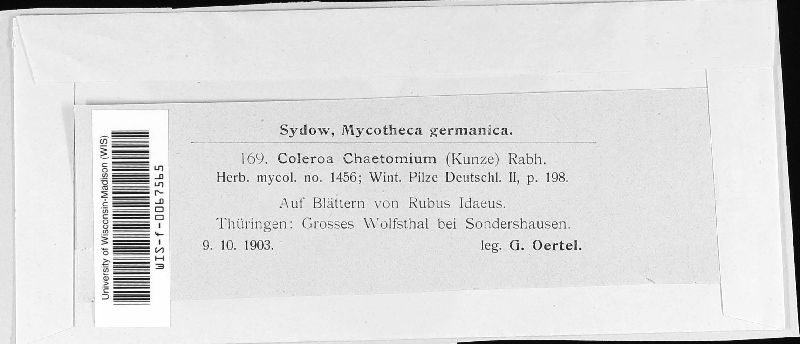 Sydow, Mycotheca germanica.
169. Coleroa Chaetomium (Kunze) Rabh.
Herb. mycol. no. 1456; Wint. Pilze Deutschl. II, p. 198.
Auf Blättern von Rubus Idaeus.
Thüringen: Grosses Wolfsthal bei Sondershausen.
9. 10. 1903. leg. G. Oertel.
University of Wisconsin-Madison (WIS)
WIS-f-0067565